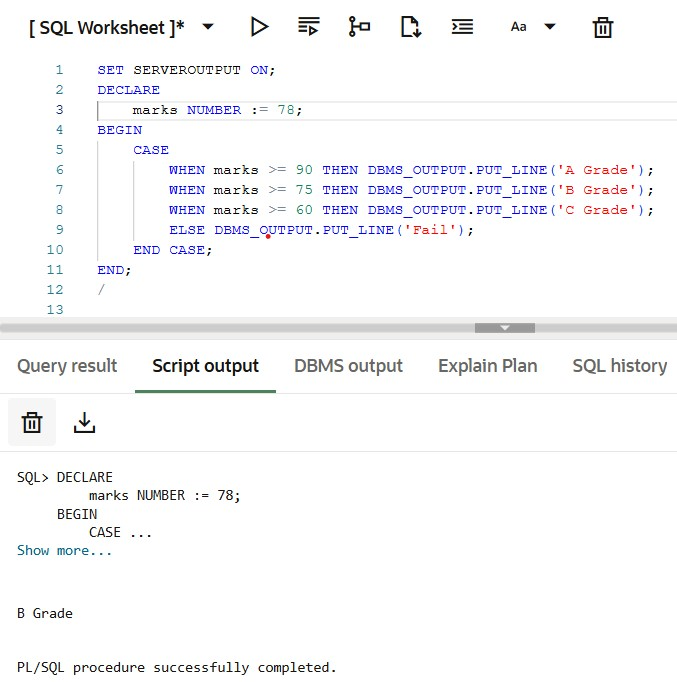 [ SQL Worksheet ]* Aa
1 SET SERVEROUTPUT ON;
2 DECLARE
3     marks NUMBER := 78;
4 BEGIN
5     CASE
6         WHEN marks >= 90 THEN DBMS_OUTPUT.PUT_LINE('A Grade');
7         WHEN marks >= 75 THEN DBMS_OUTPUT.PUT_LINE('B Grade');
8         WHEN marks >= 60 THEN DBMS_OUTPUT.PUT_LINE('C Grade');
9         ELSE DBMS_OUTPUT.PUT_LINE('Fail');
10     END CASE;
11 END;
12 /
13
Query result Script output DBMS output Explain Plan SQL history
SQL> DECLARE
         marks NUMBER := 78;
     BEGIN
         CASE ...
Show more...
B Grade
PL/SQL procedure successfully completed.